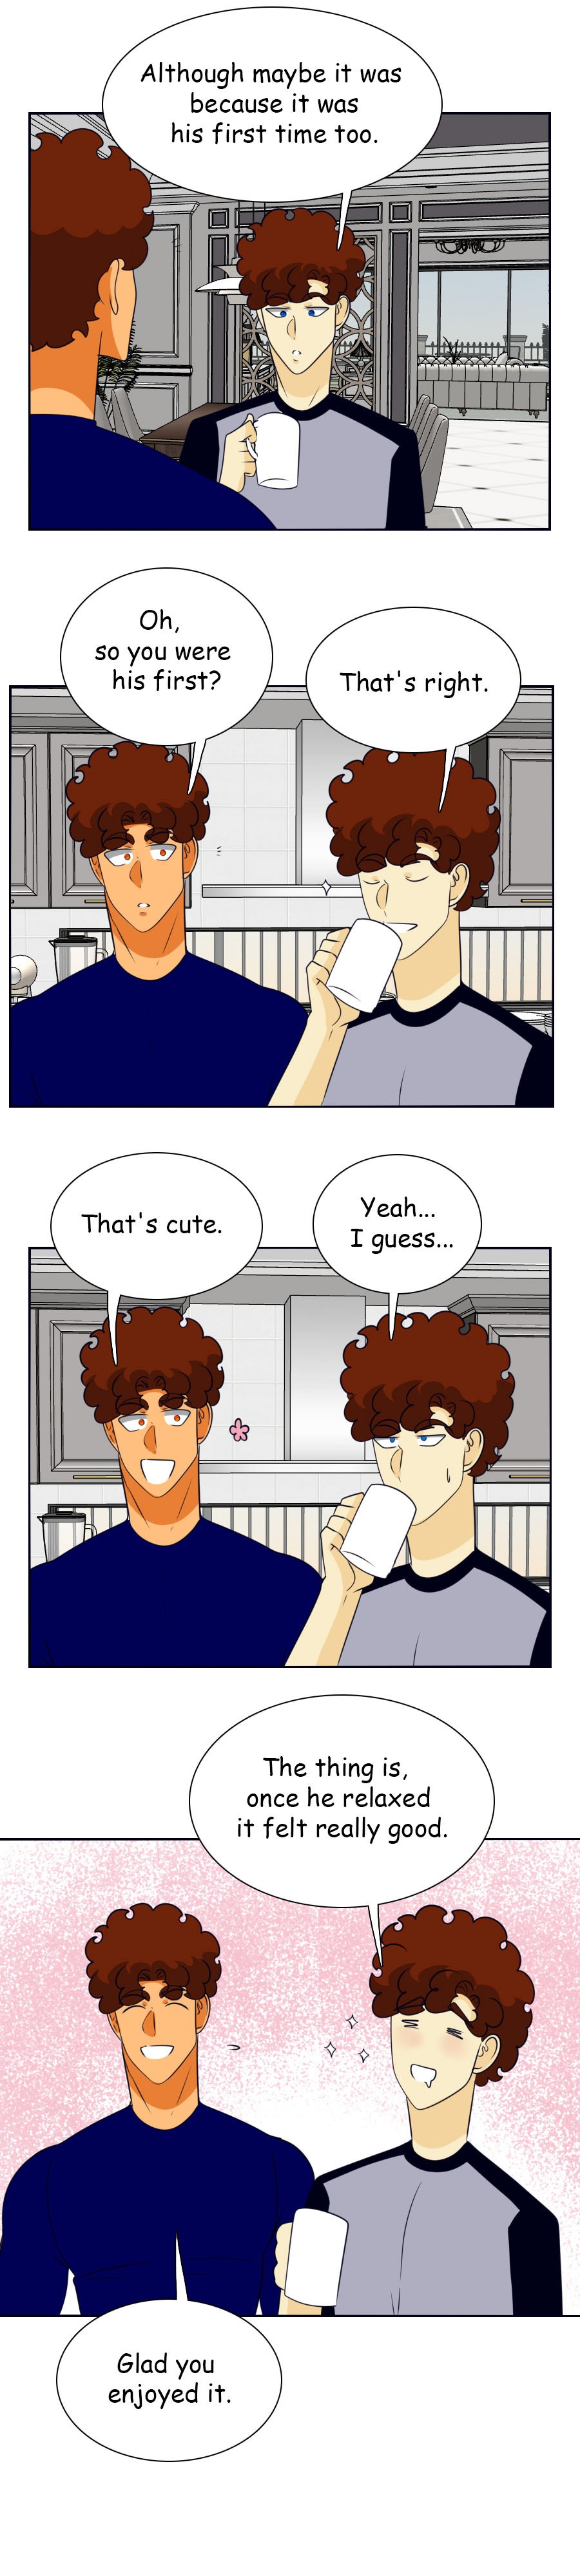 Although maybe it was
because it was
his first time too.
Oh,
so you were
his first?
That's right.
That's cute.
Yeah...
I guess...
The thing is,
once he relaxed
it felt really good.
Glad you
enjoyed it.